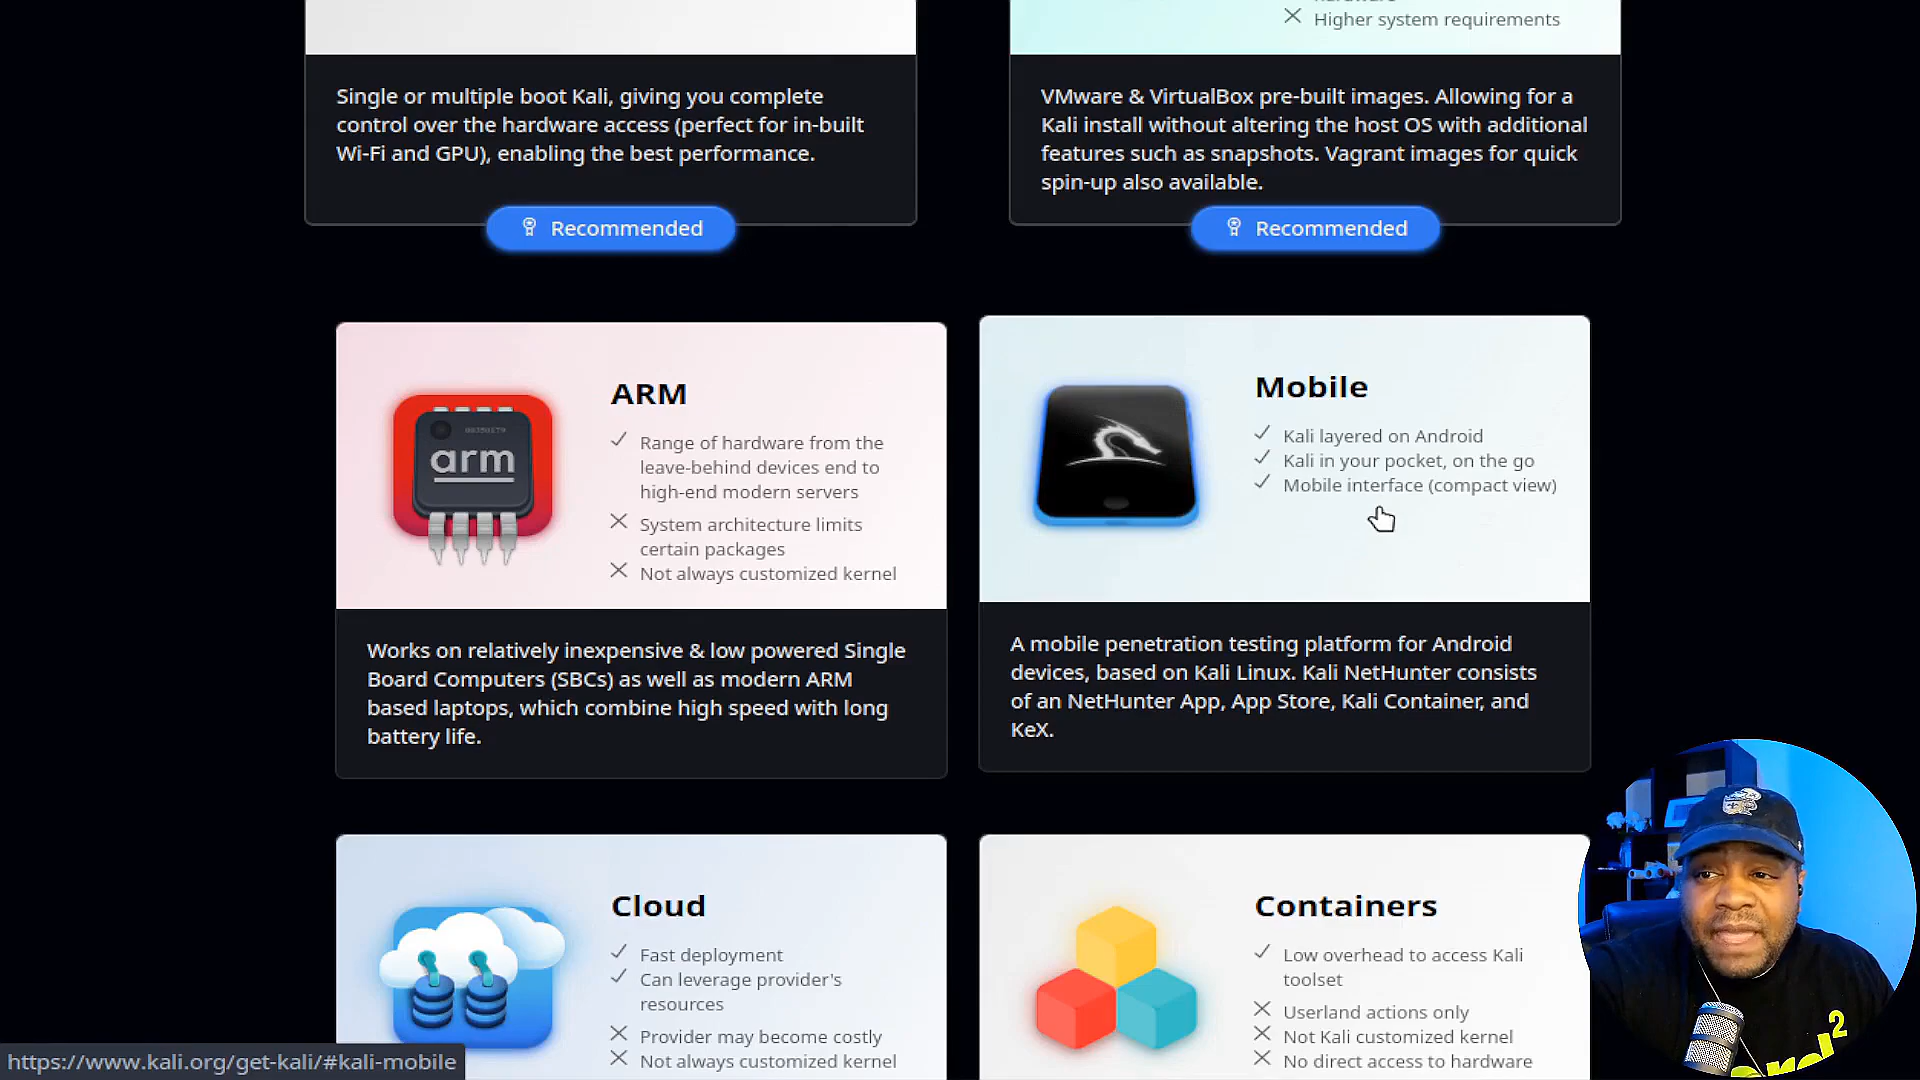 Higher system requirements
Single or multiple boot Kali, giving you complete
control over the hardware access (perfect for in-built
Wi-Fi and GPU), enabling the best performance.
Recommended
VMware & VirtualBox pre-built images. Allowing for a
Kali install without altering the host OS with additional
features such as snapshots. Vagrant images for quick
spin-up also available.
Recommended
arm
ARM
Range of hardware from the
leave-behind devices end to
high-end modern servers
System architecture limits
certain packages
Not always customized kernel
Works on relatively inexpensive & low powered Single
Board Computers (SBCs) as well as modern ARM
based laptops, which combine high speed with long
battery life.
Mobile
Kali layered on Android
Kali in your pocket, on the go
Mobile interface (compact view)
A mobile penetration testing platform for Android
devices, based on Kali Linux. Kali NetHunter consists
of an NetHunter App, App Store, Kali Container, and
KeX.
Cloud
Fast deployment
Can leverage provider's
resources
Provider may become costly
Not always customized kernel
Containers
Low overhead to access Kali
toolset
Userland actions only
Not Kali customized kernel
No direct access to hardware
https://www.kali.org/get-kali/#kali-mobile